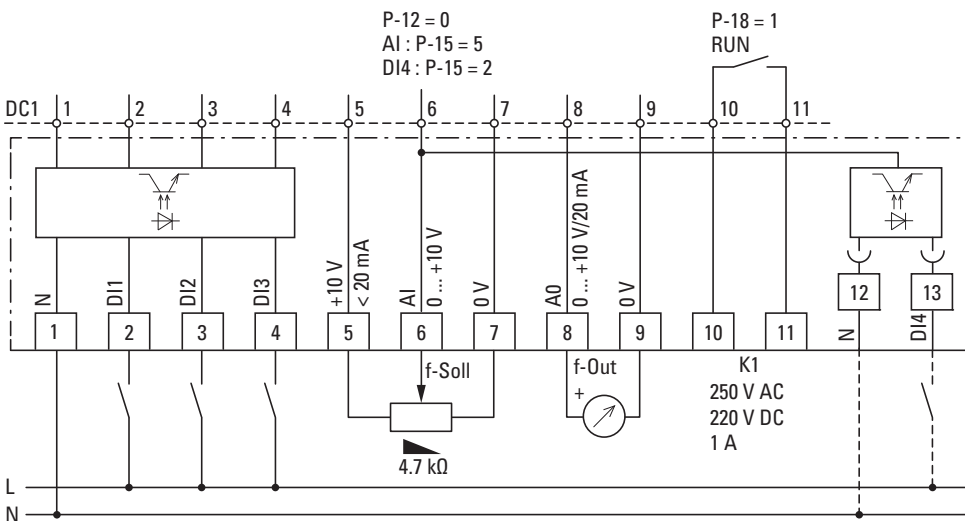 P-12 = 0
AI : P-15 = 5
DI4 : P-15 = 2
P-18 = 1
RUN
DC1 1 2 3 4 5 6 7 8 9 10 11
N
DI1
DI2
DI3
+10 V
< 20 mA
AI
0 ... +10 V
0 V
A0
0 ... +10 V/20 mA
0 V
12 13
N
DI4
1 2 3 4 5 6 7 8 9 10 11
f-Soll
f-Out
+
K1
250 V AC
220 V DC
1 A
4.7 kΩ
L
N